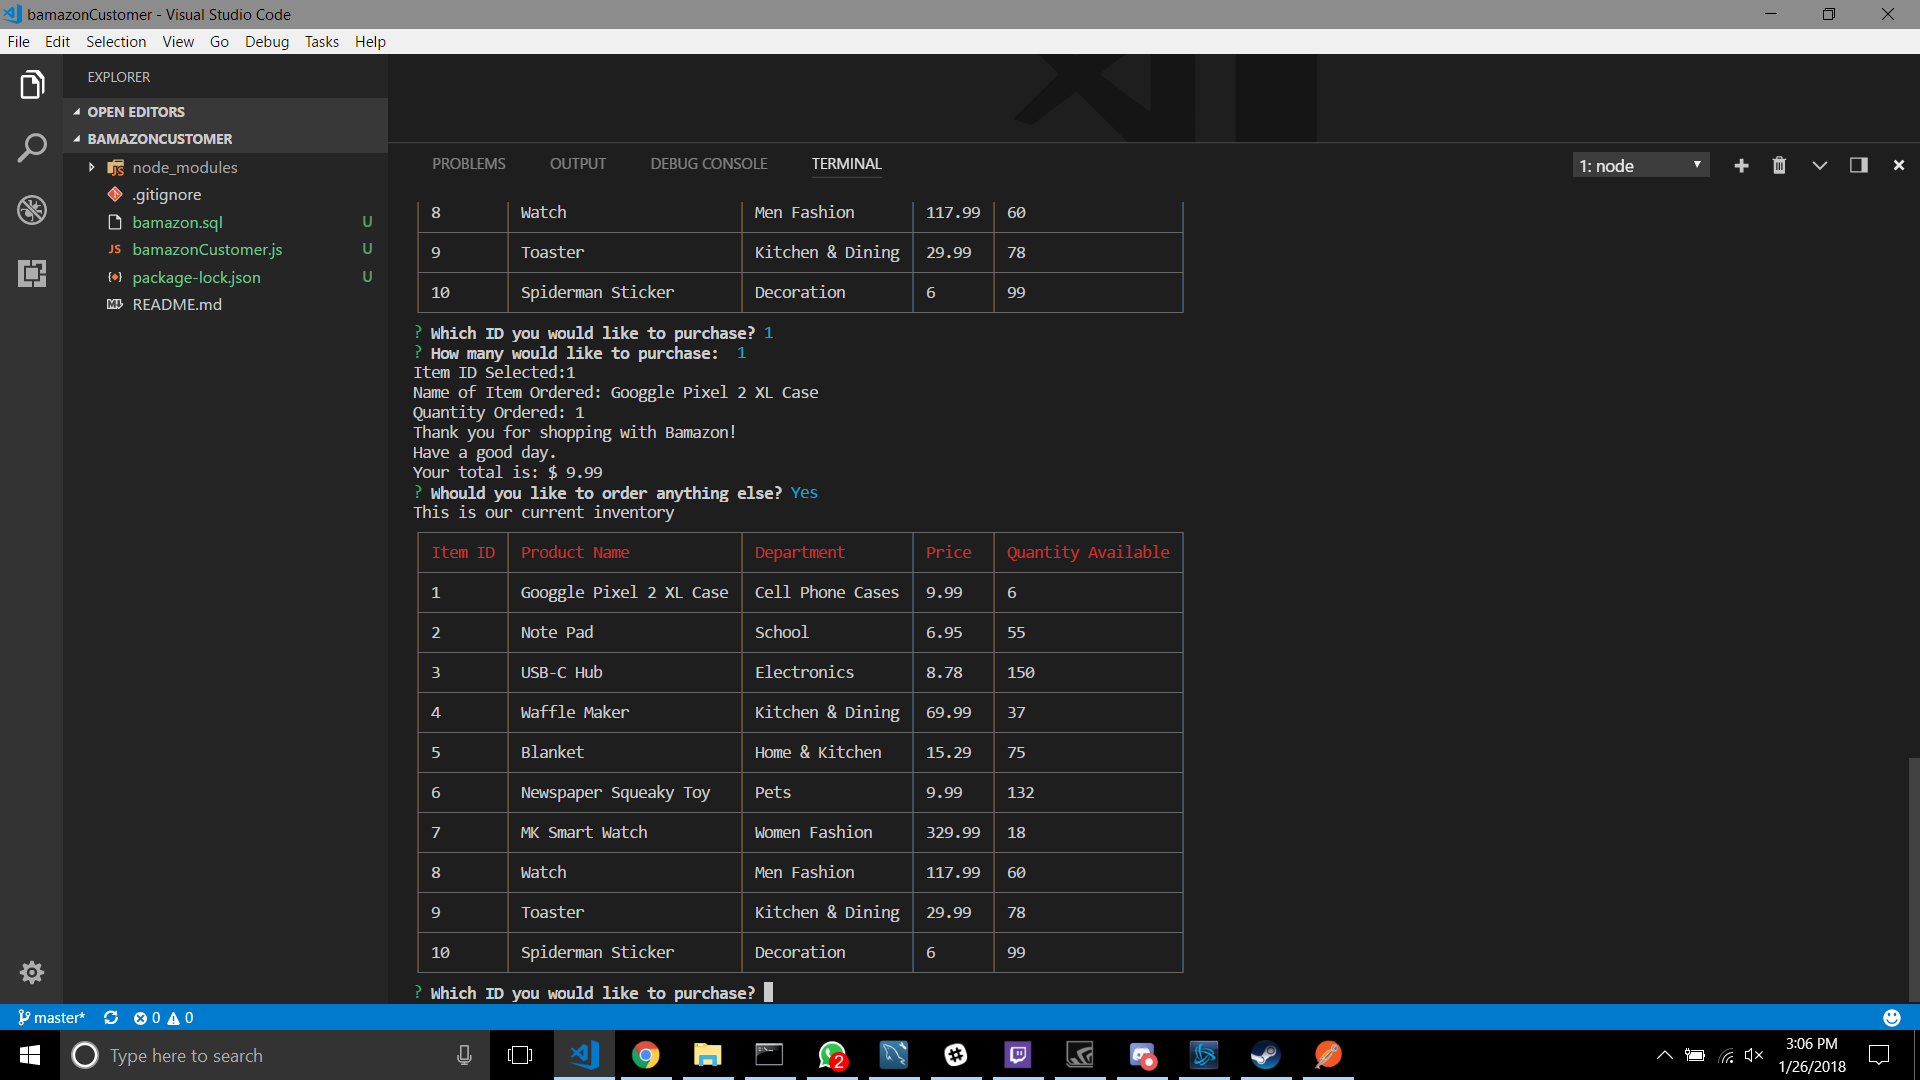 bamazonCustomer - Visual Studio Code
File Edit Selection View Go Debug Tasks Help
EXPLORER
OPEN EDITORS
BAMAZONCUSTOMER
node_modules
.gitignore
bamazon.sql U
JS bamazonCustomer.js U
package-lock.json U
README.md
PROBLEMS OUTPUT DEBUG CONSOLE TERMINAL 1: node
8 Watch Men Fashion 117.99 60
9 Toaster Kitchen & Dining 29.99 78
10 Spiderman Sticker Decoration 6 99
? Which ID you would like to purchase? 1
? How many would like to purchase: 1
Item ID Selected:1
Name of Item Ordered: Googgle Pixel 2 XL Case
Quantity Ordered: 1
Thank you for shopping with Bamazon!
Have a good day.
Your total is: $ 9.99
? Whould you like to order anything else? Yes
This is our current inventory
Item ID Product Name Department Price Quantity Available
1 Googgle Pixel 2 XL Case Cell Phone Cases 9.99 6
2 Note Pad School 6.95 55
3 USB-C Hub Electronics 8.78 150
4 Waffle Maker Kitchen & Dining 69.99 37
5 Blanket Home & Kitchen 15.29 75
6 Newspaper Squeaky Toy Pets 9.99 132
7 MK Smart Watch Women Fashion 329.99 18
8 Watch Men Fashion 117.99 60
9 Toaster Kitchen & Dining 29.99 78
10 Spiderman Sticker Decoration 6 99
? Which ID you would like to purchase?
master* 0 0
Type here to search
2
3:06 PM
1/26/2018